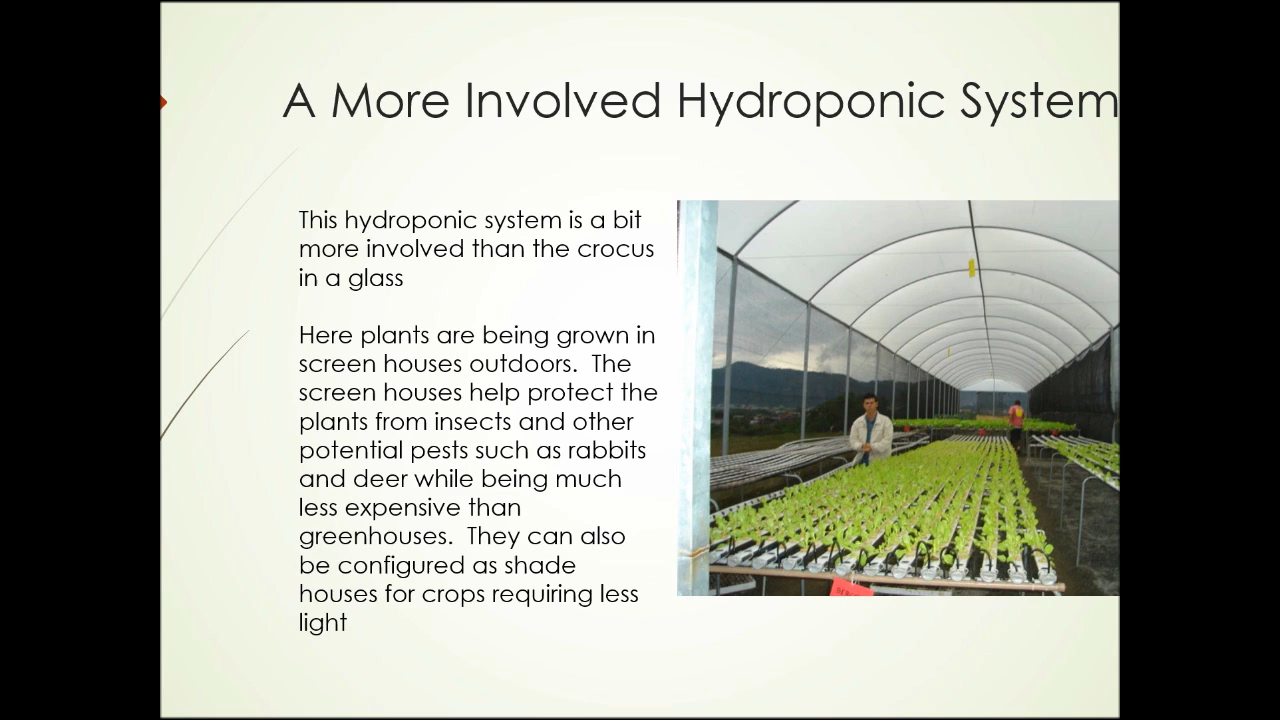 A More Involved Hydroponic System
This hydroponic system is a bit
more involved than the crocus
in a glass
Here plants are being grown in
screen houses outdoors.  The
screen houses help protect the
plants from insects and other
potential pests such as rabbits
and deer while being much
less expensive than
greenhouses.  They can also
be configured as shade
houses for crops requiring less
light